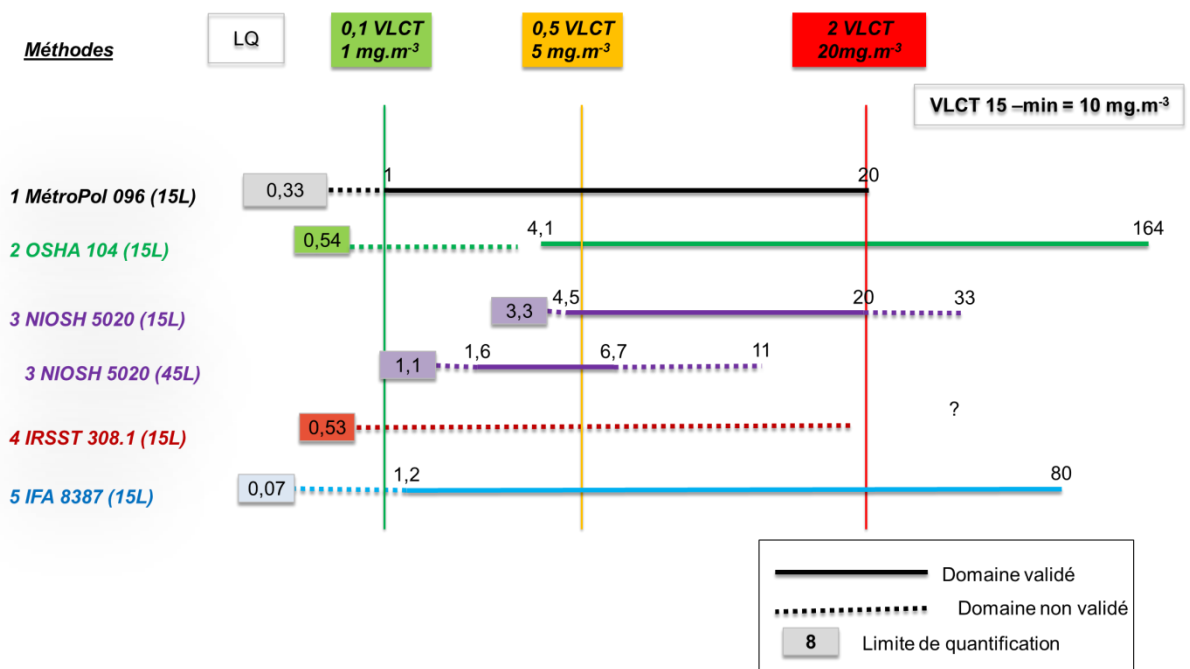 Méthodes
LQ
0,1 VLCT
1 mg.m-³
0,5 VLCT
5 mg.m-³
2 VLCT
20mg.m-³
VLCT 15 –min = 10 mg.m-³
1 MétroPol 096 (15L)
0,33
1
20
2 OSHA 104 (15L)
0,54
4,1
164
3 NIOSH 5020 (15L)
3,3
4,5
20
33
3 NIOSH 5020 (45L)
1,1
1,6
6,7
11
4 IRSST 308.1 (15L)
0,53
?
5 IFA 8387 (15L)
0,07
1,2
80
Domaine validé
Domaine non validé
8
Limite de quantification